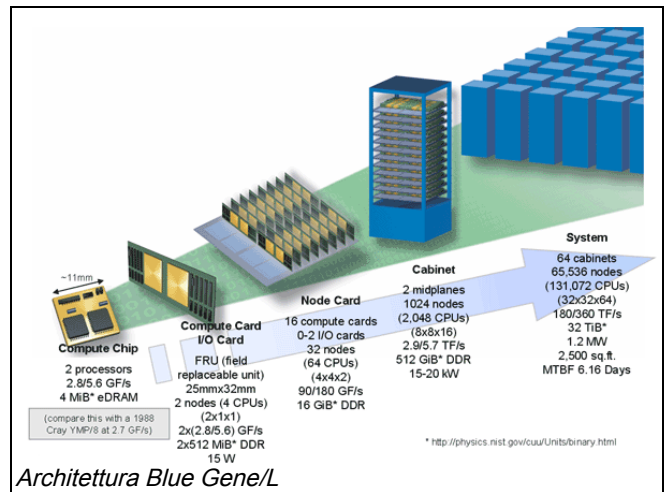 ~11mm
Compute Chip
2 processors
2.8/5.6 GF/s
4 MiB* eDRAM
(compare this with a 1988
Cray YMP/8 at 2.7 GF/s)
Compute Card
I/O Card
FRU (field
replaceable unit)
25mmx32mm
2 nodes (4 CPUs)
(2x1x1)
2x(2.8/5.6) GF/s
2x512 MiB* DDR
15 W
Node Card
16 compute cards
0-2 I/O cards
32 nodes
(64 CPUs)
(4x4x2)
90/180 GF/s
16 GiB* DDR
Cabinet
2 midplanes
1024 nodes
(2,048 CPUs)
(8x8x16)
2.9/5.7 TF/s
512 GiB* DDR
15-20 kW
System
64 cabinets
65,536 nodes
(131,072 CPUs)
(32x32x64)
180/360 TF/s
32 TiB*
1.2 MW
2,500 sq.ft.
MTBF 6.16 Days
* http://physics.nist.gov/cuu/Units/binary.html
Architettura Blue Gene/L